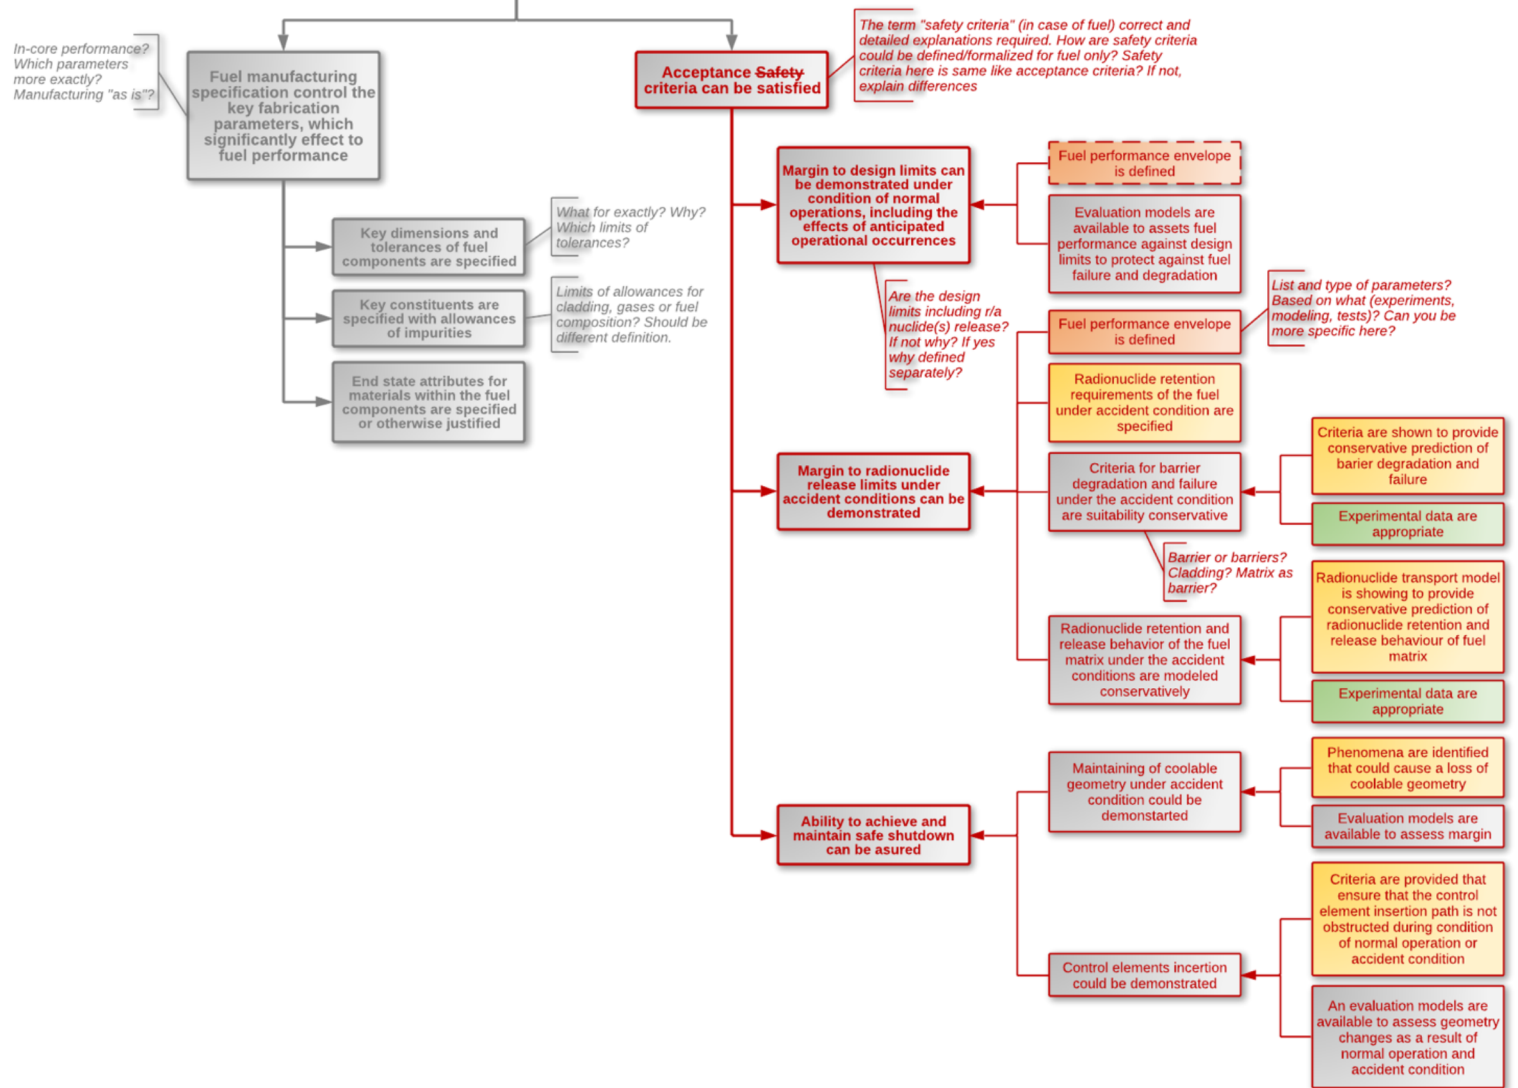 In-core performance?
Which parameters
more exactly?
Manufacturing "as is"?
Fuel manufacturing
specification control the
key fabrication
parameters, which
significantly effect to
fuel performance
Key dimensions and
tolerances of fuel
components are specified
What for exactly? Why?
Which limits of
tolerances?
Key constituents are
specified with allowances
of impurities
Limits of allowances for
cladding, gases or fuel
composition? Should be
different definition.
End state attributes for
materials within the fuel
components are specified
or otherwise justified
Acceptance Safety
criteria can be satisfied
The term "safety criteria" (in case of fuel) correct and
detailed explanations required. How are safety criteria
could be defined/formalized for fuel only? Safety
criteria here is same like acceptance criteria? If not,
explain differences
Margin to design limits can
be demonstrated under
condition of normal
operations, including the
effects of anticipated
operational occurrences
Fuel performance envelope
is defined
Evaluation models are
available to assets fuel
performance against design
limits to protect against fuel
failure and degradation
Are the design
limits including r/a
nuclide(s) release?
If not why? If yes
why defined
separately?
Fuel performance envelope
is defined
List and type of parameters?
Based on what (experiments,
modeling, tests)? Can you be
more specific here?
Radionuclide retention
requirements of the fuel
under accident condition are
specified
Margin to radionuclide
release limits under
accident conditions can be
demonstrated
Criteria for barrier
degradation and failure
under the accident condition
are suitability conservative
Criteria are shown to provide
conservative prediction of
barier degradation and
failure
Experimental data are
appropriate
Barrier or barriers?
Cladding? Matrix as
barrier?
Radionuclide retention and
release behavior of the fuel
matrix under the accident
conditions are modeled
conservatively
Radionuclide transport model
is showing to provide
conservative prediction of
radionuclide retention and
release behaviour of fuel
matrix
Experimental data are
appropriate
Ability to achieve and
maintain safe shutdown
can be asured
Maintaining of coolable
geometry under accident
condition could be
demonstarted
Phenomena are identified
that could cause a loss of
coolable geometry
Evaluation models are
available to assess margin
Control elements incertion
could be demonstrated
Criteria are provided that
ensure that the control
element insertion path is not
obstructed during condition
of normal operation or
accident condition
An evaluation models are
available to assess geometry
changes as a result of
normal operation and
accident condition